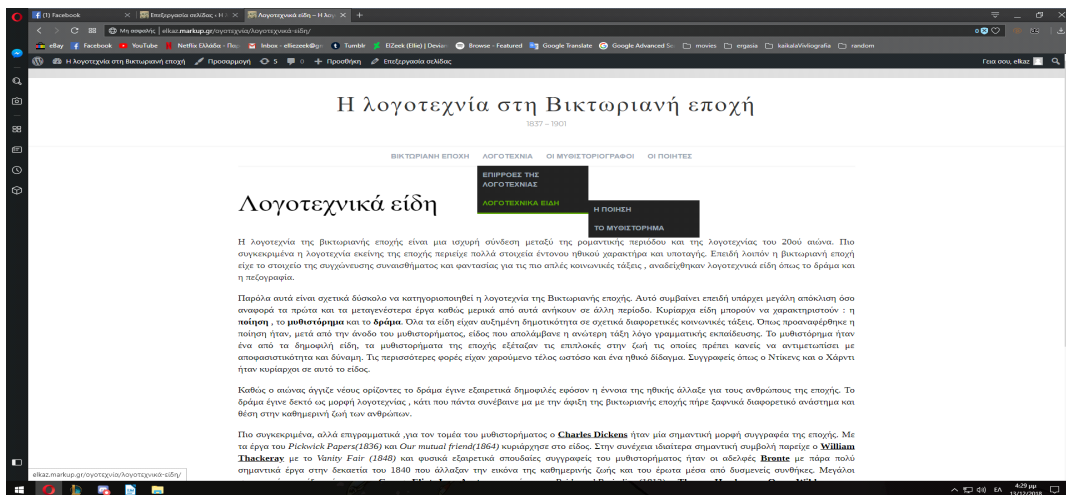 (1) Facebook
Επεξεργασία σελίδας ‹ Η λ
Λογοτεχνικά είδη – Η λογ
Μη ασφαλής | elkaz.markup.gr/ογοτεχνία/λογοτεχνικά-είδη/
eBay Facebook YouTube Netflix Ελλάδα - Πα Inbox - elliezeek@g Tumblr ElZeek (Ellie) | Devian Browse - Featured Google Translate Google Advanced Sc movies ergasia kaikalaVivliografia random
Η λογοτεχνία στη Βικτωριανή εποχή Προσαρμογή 5 0 Προσθήκη Επεξεργασία σελίδας Γεια σου, elkaz
Η λογοτεχνία στη Βικτωριανή εποχή
1837 – 1901
ΒΙΚΤΩΡΙΑΝΗ ΕΠΟΧΗ ΛΟΓΟΤΕΧΝΙΑ ΟΙ ΜΥΘΙΣΤΟΡΙΟΓΡΑΦΟΙ ΟΙ ΠΟΙΗΤΕΣ
ΕΠΙΡΡΟΕΣ ΤΗΣ
ΛΟΓΟΤΕΧΝΙΑΣ
ΛΟΓΟΤΕΧΝΙΚΑ ΕΙΔΗ
Η ΠΟΙΗΣΗ
ΤΟ ΜΥΘΙΣΤΟΡΗΜΑ
Λογοτεχνικά είδη
Η λογοτεχνία της βικτωριανής εποχής είναι μια ισχυρή σύνδεση μεταξύ της ρομαντικής περιόδου και της λογοτεχνίας του 20ού αιώνα. Πιο
συγκεκριμένα η λογοτεχνία εκείνης της εποχής περιείχε πολλά στοιχεία έντονου ηθικού χαρακτήρα και υποταγής. Επειδή λοιπόν η βικτωριανή εποχή
είχε το στοιχείο της συγχώνευσης συναισθήματος και φαντασίας για τις πιο απλές κοινωνικές τάξεις , αναδείχθηκαν λογοτεχνικά είδη όπως το δράμα και
η πεζογραφία.
Παρόλα αυτά είναι σχετικά δύσκολο να κατηγοριοποιηθεί η λογοτεχνία της Βικτωριανής εποχής. Αυτό συμβαίνει επειδή υπάρχει μεγάλη απόκλιση όσο
αναφορά τα πρώτα και τα μεταγενέστερα έργα καθώς μερικά από αυτά ανήκουν σε άλλη περίοδο. Κυρίαρχα είδη μπορούν να χαρακτηριστούν : η
ποίηση , το μυθιστόρημα και το δράμα. Όλα τα είδη είχαν αυξημένη δημοτικότητα σε σχετικά διαφορετικές κοινωνικές τάξεις. Όπως προαναφέρθηκε η
ποίηση ήταν, μετά από την άνοδο του μυθιστορήματος, είδος που απολάμβανε η ανώτερη τάξη λόγο γραμματικής εκπαίδευσης. Το μυθιστόρημα ήταν
ένα από τα δημοφιλή είδη, τα μυθιστορήματα της εποχής εξέταζαν τις επιπλοκές στην ζωή τις οποίες πρέπει κανείς να αντιμετωπίσει με
αποφασιστικότητα και δύναμη. Τις περισσότερες φορές είχαν χαρούμενο τέλος ωστόσο και ένα ηθικό δίδαγμα. Συγγραφείς όπως ο Ντίκενς και ο Χάρντι
ήταν κυρίαρχοι σε αυτό το είδος.
Καθώς ο αιώνας άγγιζε νέους ορίζοντες το δράμα έγινε εξαιρετικά δημοφιλές εφόσον η έννοια της ηθικής άλλαξε για τους ανθρώπους της εποχής. Το
δράμα έγινε δεκτό ως μορφή λογοτεχνίας , κάτι που πάντα συνέβαινε μα με την άφιξη της βικτωριανής εποχής πήρε ξαφνικά διαφορετικό ανάστημα και
θέση στην καθημερινή ζωή των ανθρώπων.
Πιο συγκεκριμένα, αλλά επιγραμματικά ,για τον τομέα του μυθιστορήματος ο Charles Dickens ήταν μία σημαντική μορφή συγγραφέα της εποχής. Με
τα έργα του Pickwick Papers(1836) και Our mutual friend(1864) κυριάρχησε στο είδος. Στην συνέχεια ιδιαίτερα σημαντική συμβολή παρείχε ο William
Thackeray με το Vanity Fair (1848) και φυσικά εξαιρετικά σπουδαίες συγγραφείς του μυθιστορήματος ήταν οι αδελφές Bronte με πάρα πολύ
σημαντικά έργα στην δεκαετία του 1840 που άλλαξαν την εικόνα της καθημερινής ζωής και του έρωτα μέσα από δυσμενείς συνθήκες. Μεγάλοι
elkaz.markup.gr/ογοτεχνία/λογοτεχνικά-είδη/
ΕΛ 4:29 μμ
13/12/2018